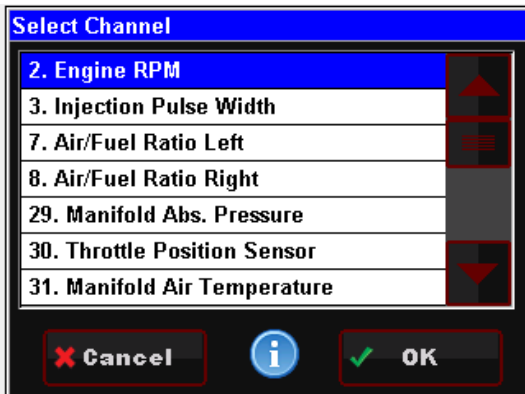 Select Channel
2. Engine RPM
3. Injection Pulse Width
7. Air/Fuel Ratio Left
8. Air/Fuel Ratio Right
29. Manifold Abs. Pressure
30. Throttle Position Sensor
31. Manifold Air Temperature
Cancel
i
OK